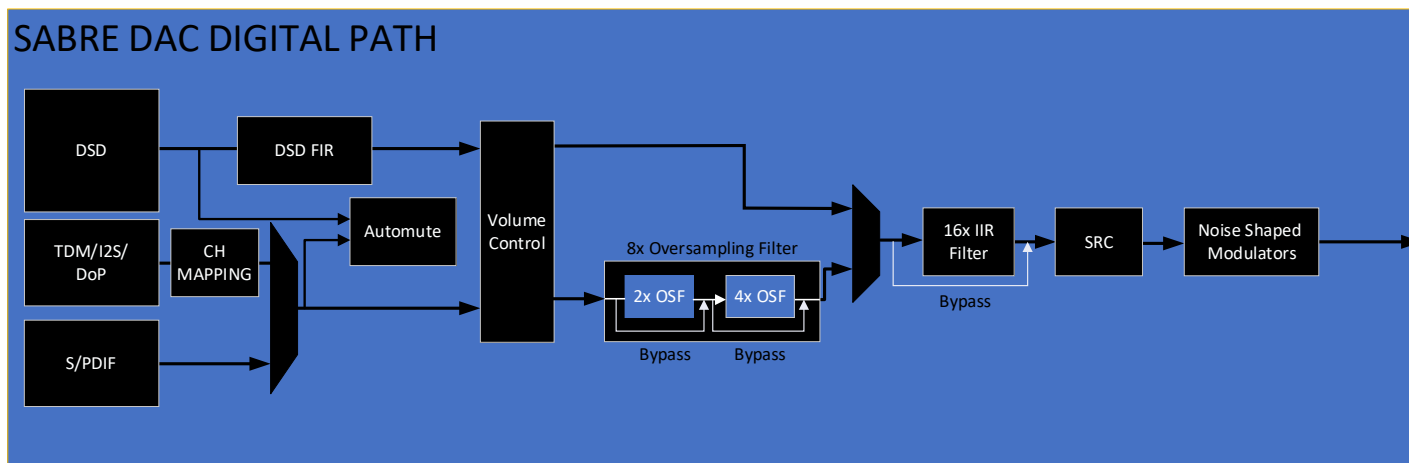 SABRE DAC DIGITAL PATH
DSD
DSD FIR
TDM/I2S/
DoP
CH
MAPPING
Automute
S/PDIF
Volume
Control
8x Oversampling Filter
2x OSF
4x OSF
Bypass
Bypass
16x IIR
Filter
Bypass
SRC
Noise Shaped
Modulators